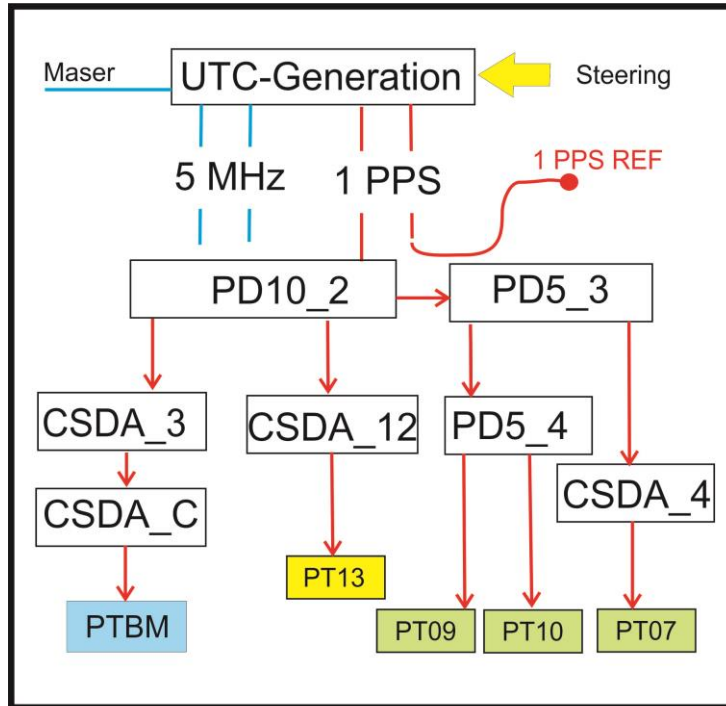 Maser
UTC-Generation
Steering
5 MHz
1 PPS
1 PPS REF
PD10_2
PD5_3
CSDA_3
CSDA_12
PD5_4
CSDA_C
CSDA_4
PT13
PTBM
PT09
PT10
PT07